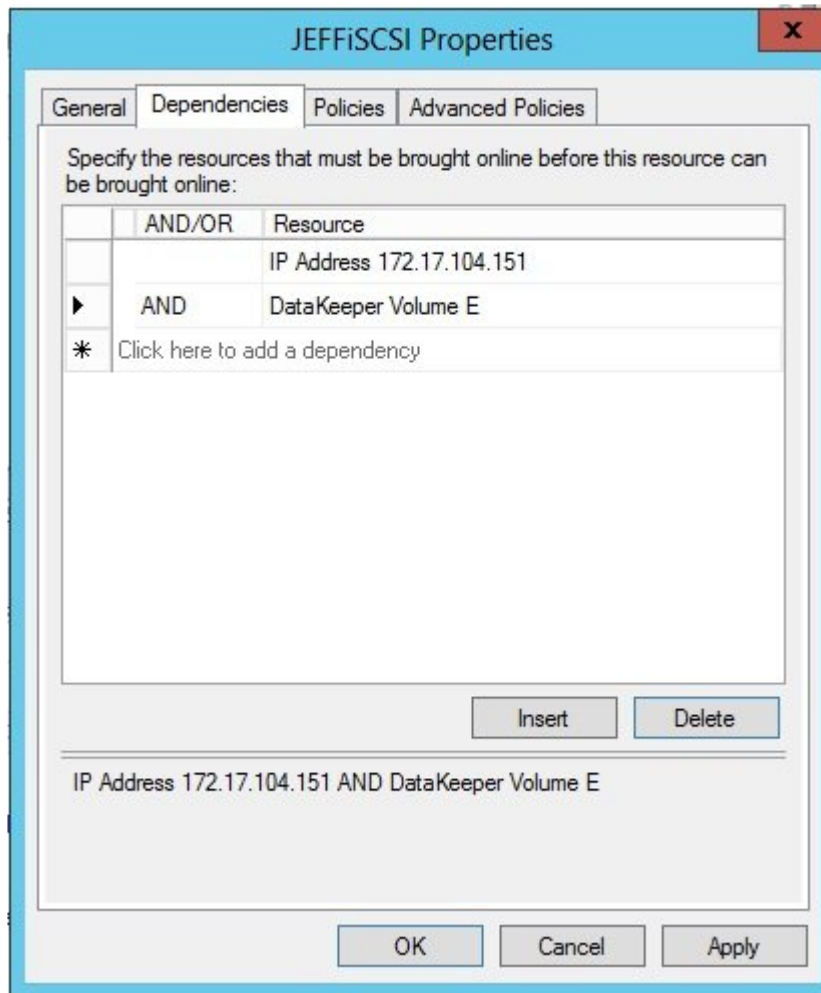 JEFFiSCSI Properties
x
General Dependencies Policies Advanced Policies
Specify the resources that must be brought online before this resource can
be brought online:
AND/OR Resource
IP Address 172.17.104.151
AND DataKeeper Volume E
Click here to add a dependency
Insert Delete
IP Address 172.17.104.151 AND DataKeeper Volume E
OK Cancel Apply